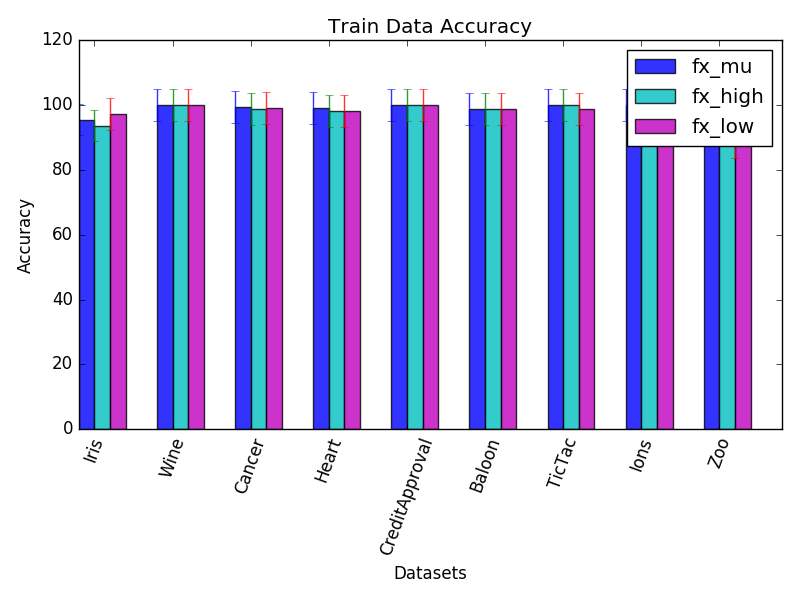 Train Data Accuracy
120
100
80
60
40
20
0
Accuracy
fx_mu
fx_high
fx_low
Iris
Wine
Cancer
Heart
CreditApproval
Baloon
TicTac
Ions
Zoo
Datasets